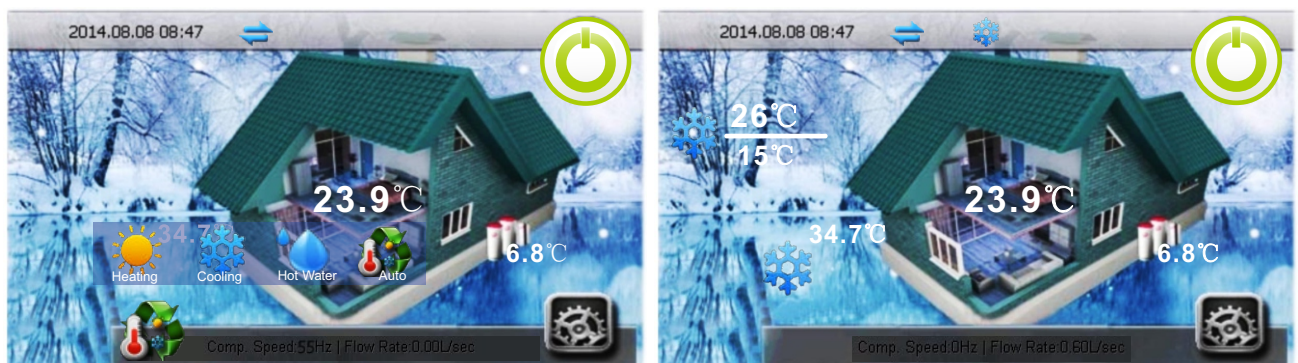 2014.08.08 08:47
23.9℃
34.7℃
6.8℃
Heating
Cooling
Hot Water
Auto
Comp. Speed:55Hz | Flow Rate:0.00L/sec
2014.08.08 08:47
26℃
15℃
23.9℃
34.7℃
6.8℃
Comp. Speed:0Hz | Flow Rate:0.60L/sec